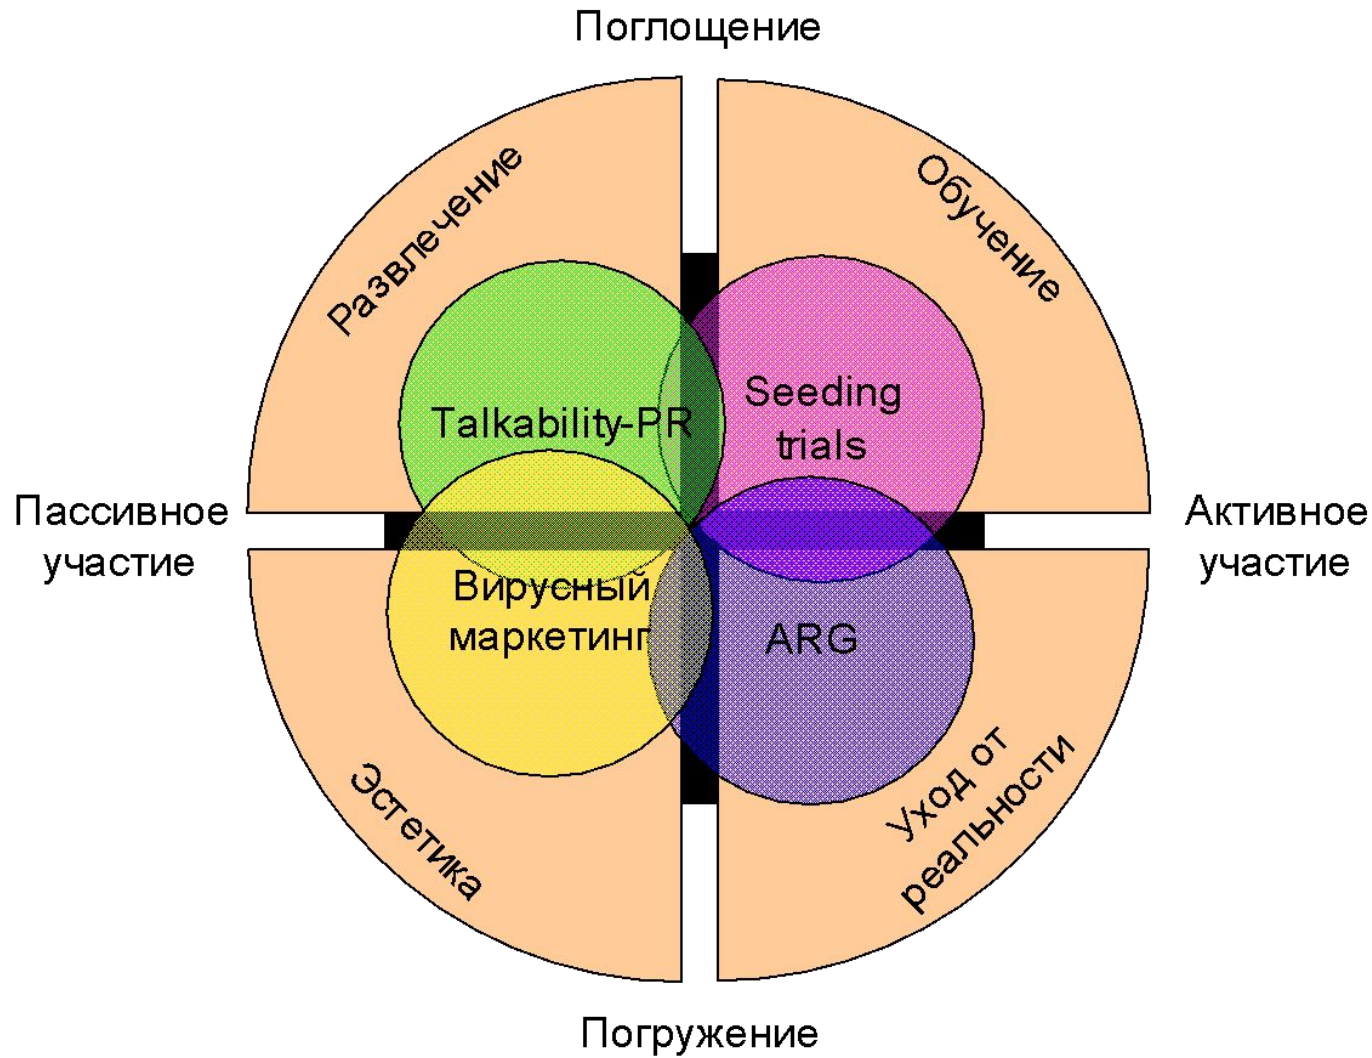 Поглощение
Развлечение
Обучение
Talkability-PR
Seeding
trials
Пассивное
участие
Активное
участие
Вирусный
маркетинг
ARG
Эстетика
Уход от
реальности
Погружение